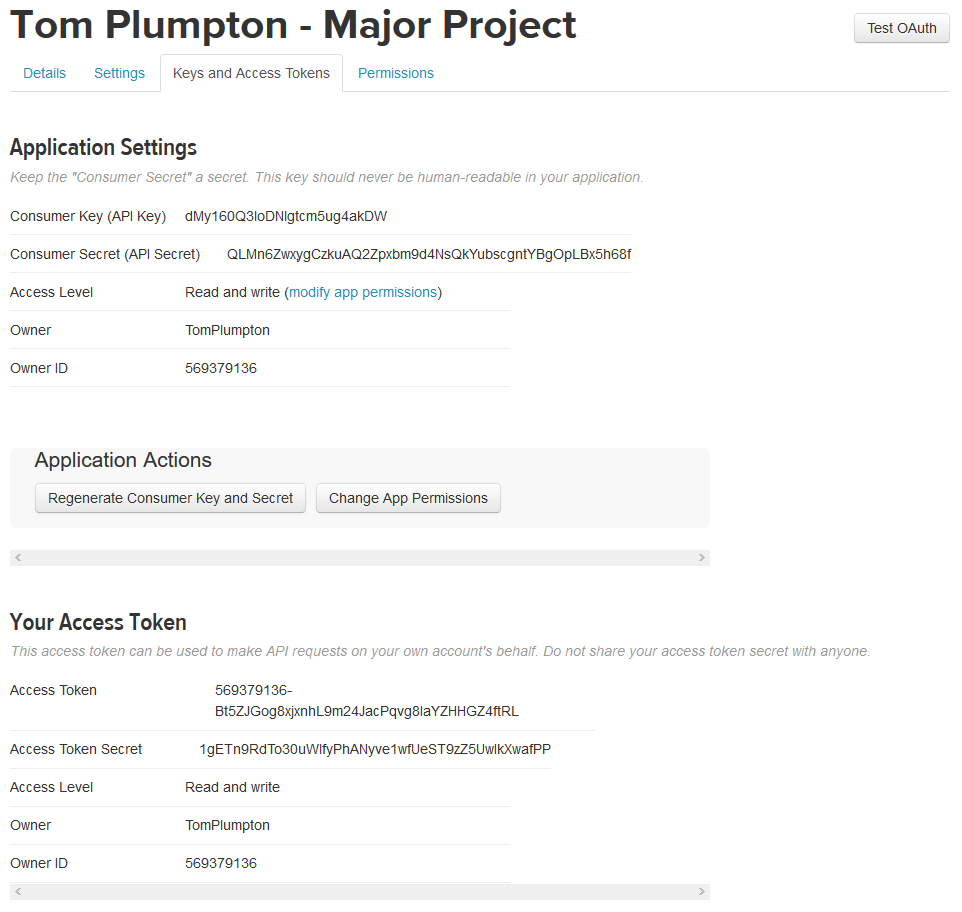 Tom Plumpton - Major Project
Test OAuth
Details Settings Keys and Access Tokens Permissions
Application Settings
Keep the "Consumer Secret" a secret. This key should never be human-readable in your application.
Consumer Key (API Key)
Consumer Secret (API Secret) QLMn6ZwxygCzkuAQ2Zpxbm9d4NsQkYubscgntYBgOpLBx5h68f
Access Level Read and write (modify app permissions)
Owner TomPlumpton
Owner ID 569379136
Application Actions
Regenerate Consumer Key and Secret Change App Permissions
Your Access Token
This access token can be used to make API requests on your own account's behalf. Do not share your access token secret with anyone.
Access Token 569379136-
Access Token Secret
Access Level Read and write
Owner TomPlumpton
Owner ID 569379136